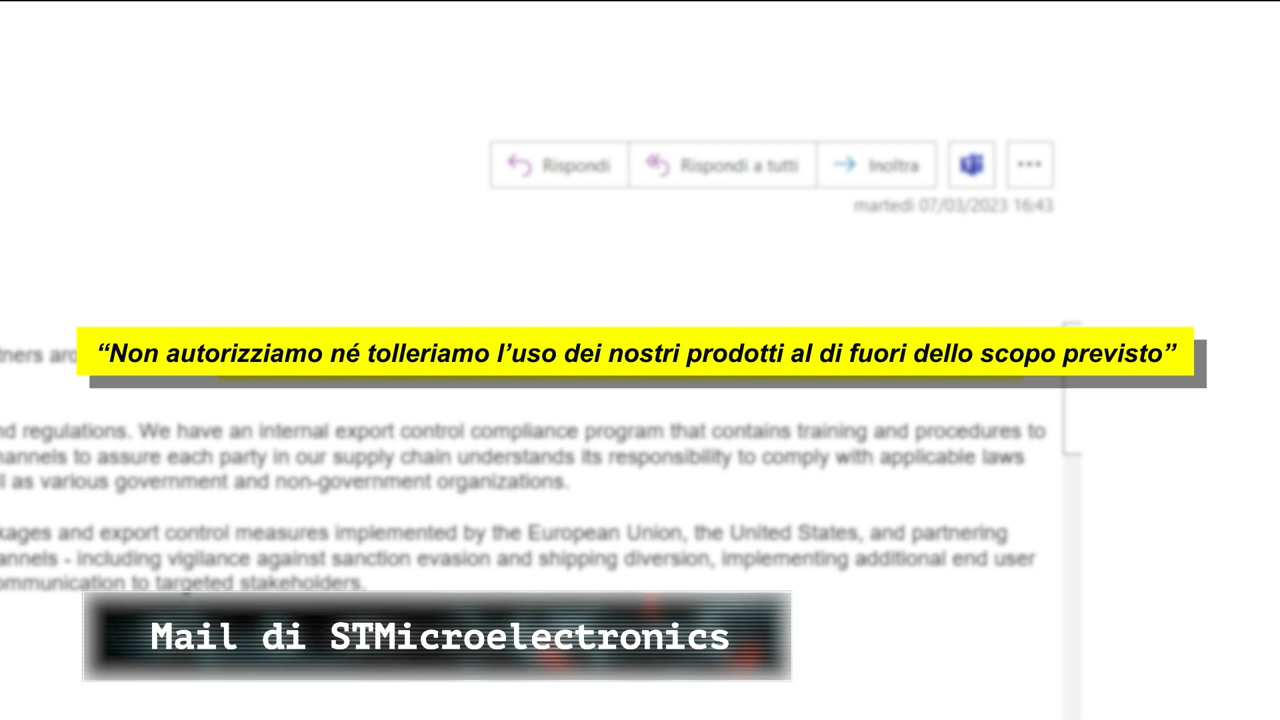 Rispondi Rispondi a tutti Inoltra
martedì 07/03/2023 16:43
tners
“Non autorizziamo né tolleriamo l’uso dei nostri prodotti al di fuori dello scopo previsto”
nd regulations. We have an internal export control compliance program that contains training and procedures to
hannels to assure each party in our supply chain understands its responsibility to comply with applicable laws
ll as various government and non-government organizations.
kages and export control measures implemented by the European Union, the United States, and partnering
annels - including vigilance against sanction evasion and shipping diversion, implementing additional end user
ommunication to targeted stakeholders.
Mail di STMicroelectronics